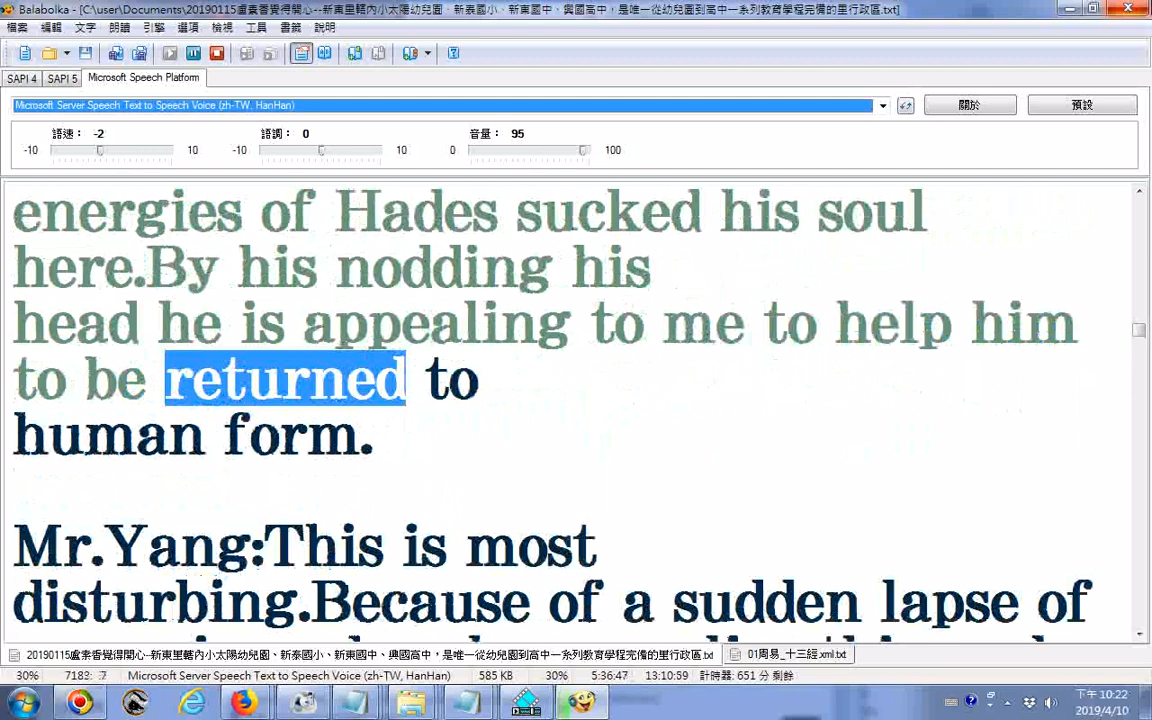 Balabolka - [C:\user\Documents\20190115盧素香覺得開心--新東里轄內小太陽幼兒園、新泰國小、新東國中、興國高中，是唯一從幼兒園到高中一系列教育學程完備的里行政區.txt]
檔案 編輯 文字 朗讀 引擎 選項 檢視 工具 書籤 說明
SAPI 4 SAPI 5 Microsoft Speech Platform
Microsoft Server Speech Text to Speech Voice (zh-TW, HanHan) 關於 預設
語速： -2 語調： 0 音量： 95
-10 10 -10 10 0 100
energies of Hades sucked his soul
here.By his nodding his
head he is appealing to me to help him
to be returned to
human form.
Mr.Yang:This is most
disturbing.Because of a sudden lapse of
20190115盧素香覺得開心--新東里轄內小太陽幼兒園、新泰國小、新東國中、興國高中，是唯一從幼兒園到高中一系列教育學程完備的里行政區.txt 01周易_十三經.xml.txt
30% 7182: 7 Microsoft Server Speech Text to Speech Voice (zh-TW, HanHan) 585 KB 30% 5:36:47 13:10:59 計時器: 651 分 剩餘
下午 10:22
2019/4/10